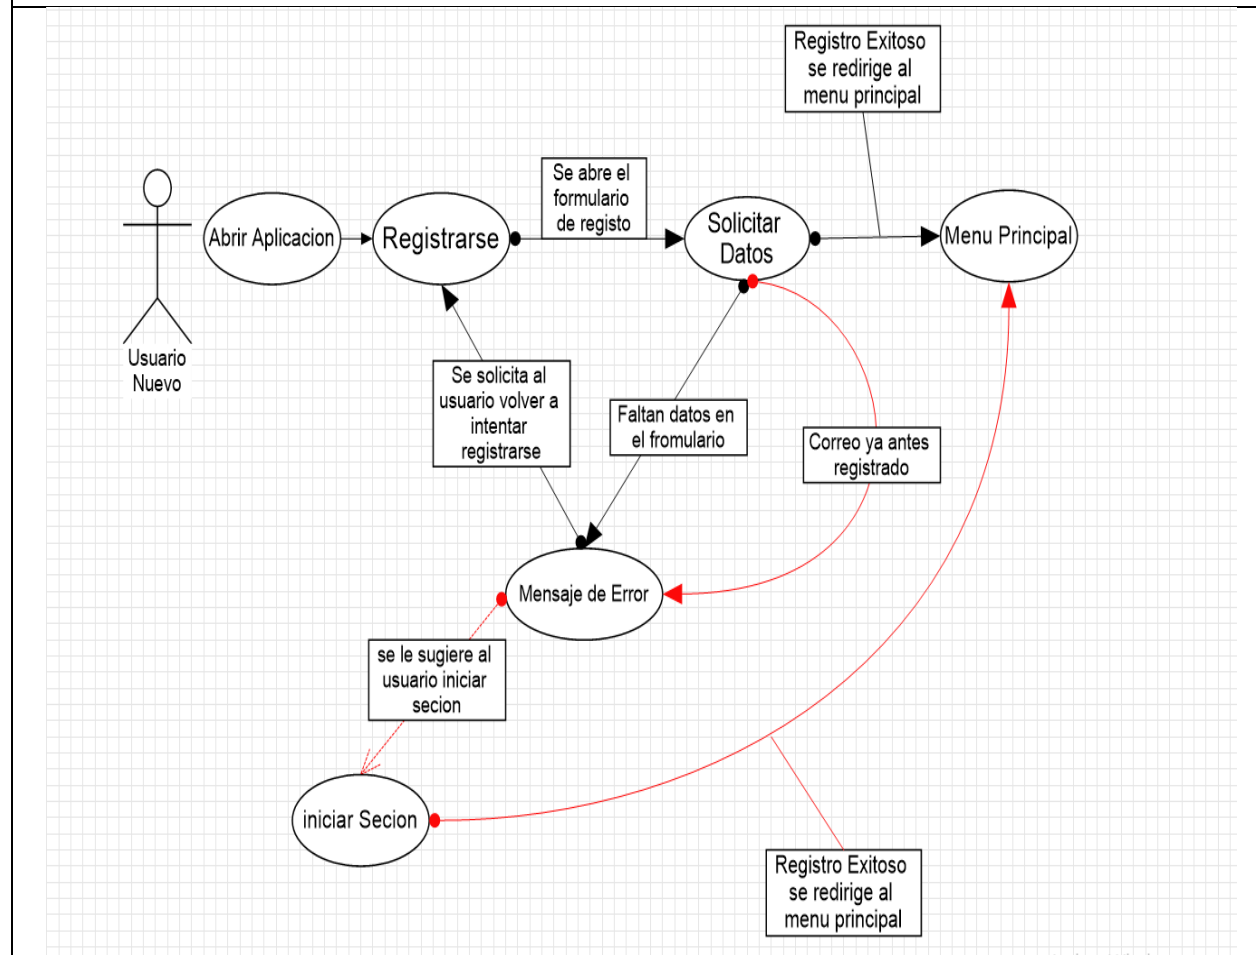 Registro Exitoso
se redirige al
menu principal
Se abre el
formulario
de registo
Abrir Aplicacion
Registrarse
Solicitar
Datos
Menu Principal
Usuario
Nuevo
Se solicita al
usuario volver a
intentar
registrarse
Faltan datos en
el fromulario
Correo ya antes
registrado
Mensaje de Error
se le sugiere al
usuario iniciar
secion
iniciar Secion
Registro Exitoso
se redirige al
menu principal